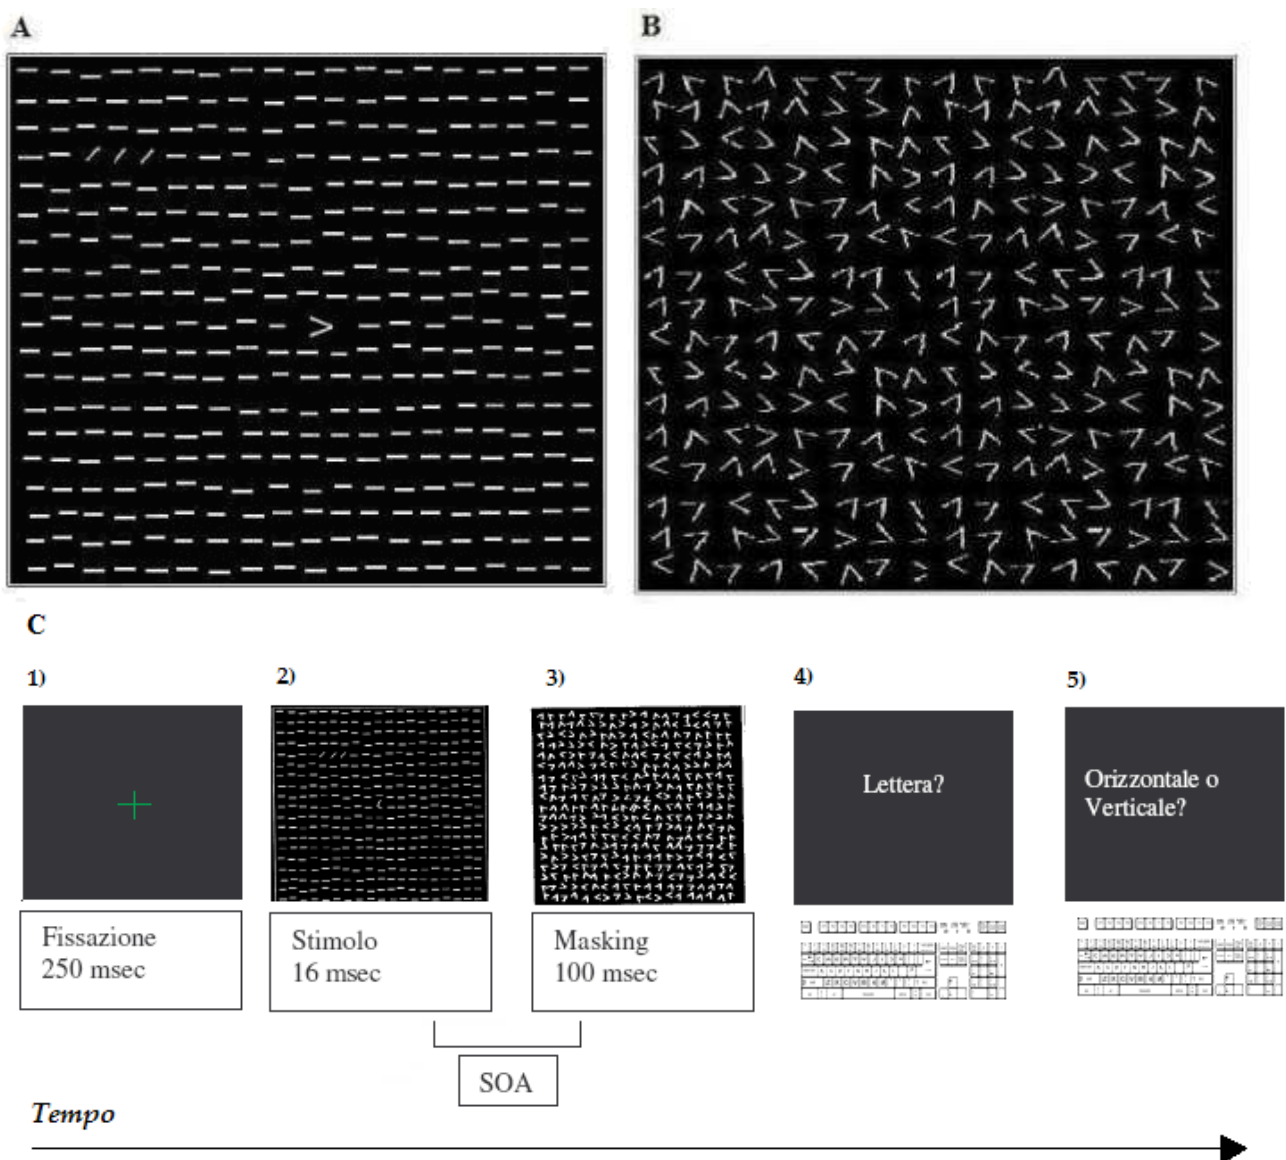 A
B
C
1)
2)
3)
4)
5)
Lettera?
Orizzontale o
Verticale?
Fissazione
250 msec
Stimolo
16 msec
Masking
100 msec
SOA
Tempo